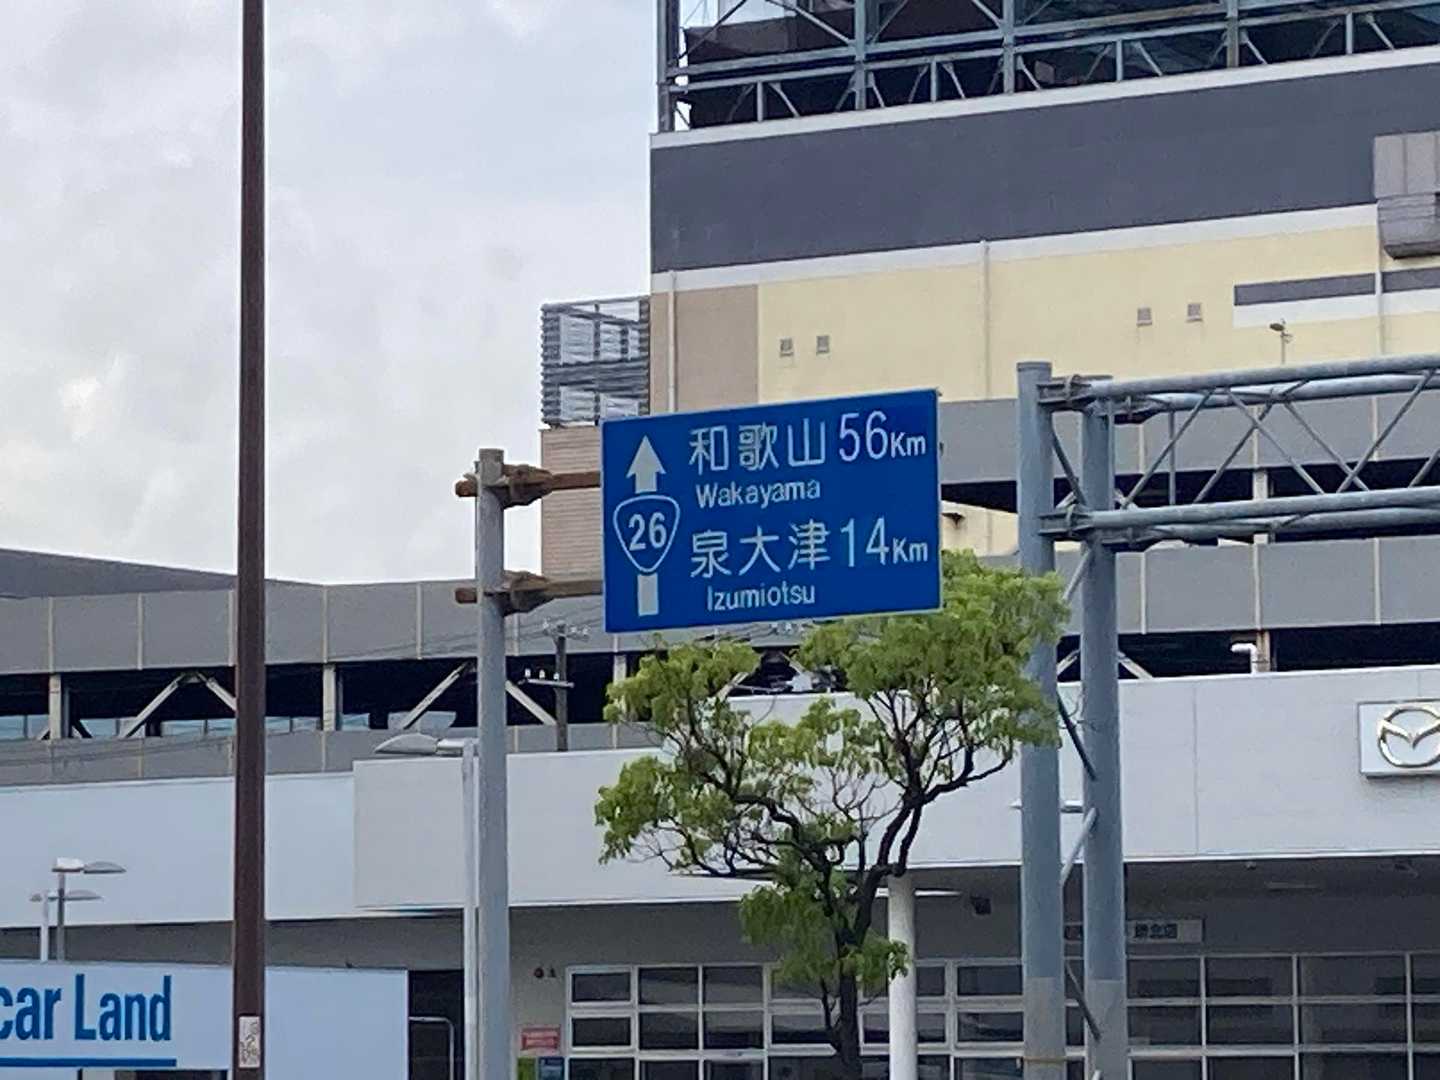 和歌山 56Km
Wakayama
26
泉大津 14Km
Izumiotsu
car Land